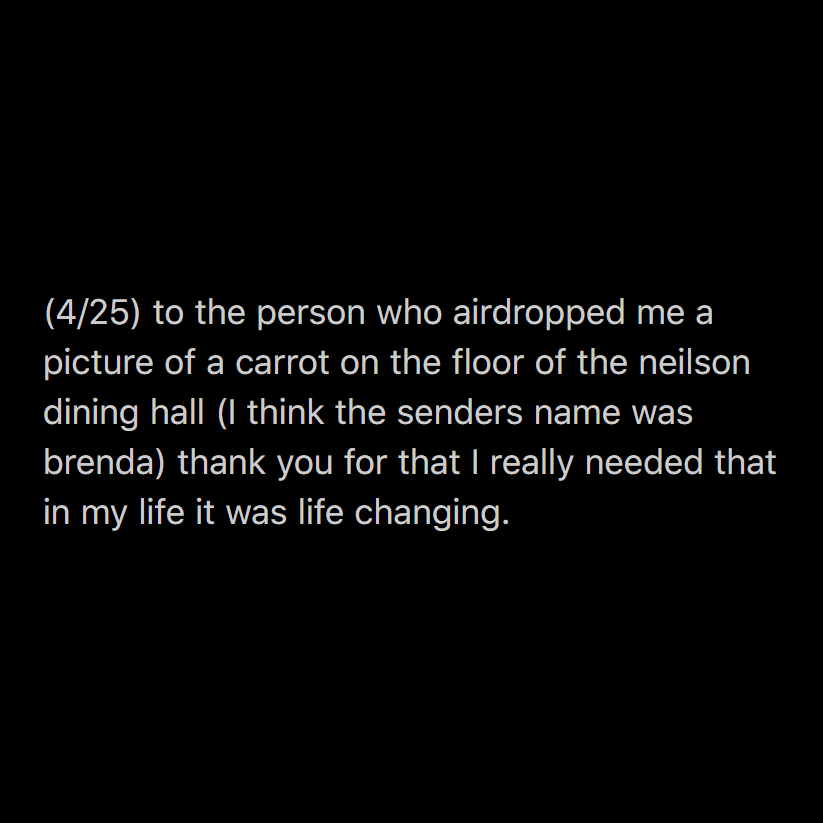 (4/25) to the person who airdropped me a
picture of a carrot on the floor of the neilson
dining hall (I think the senders name was
brenda) thank you for that I really needed that
in my life it was life changing.